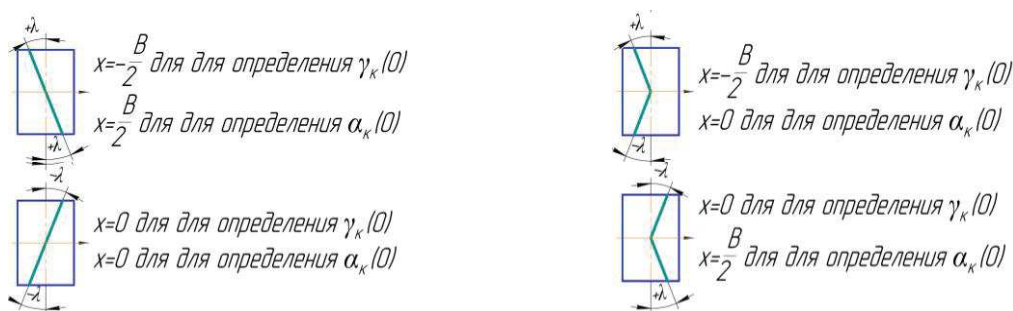 +λ
x=-B/2 для для определения γк(0)
x=B/2 для для определения αк(0)
+λ
-λ
x=0 для для определения γк(0)
x=0 для для определения αк(0)
-λ
+λ
x=-B/2 для для определения γк(0)
x=0 для для определения αк(0)
-λ
-λ
x=0 для для определения γк(0)
x=B/2 для для определения αк(0)
+λ